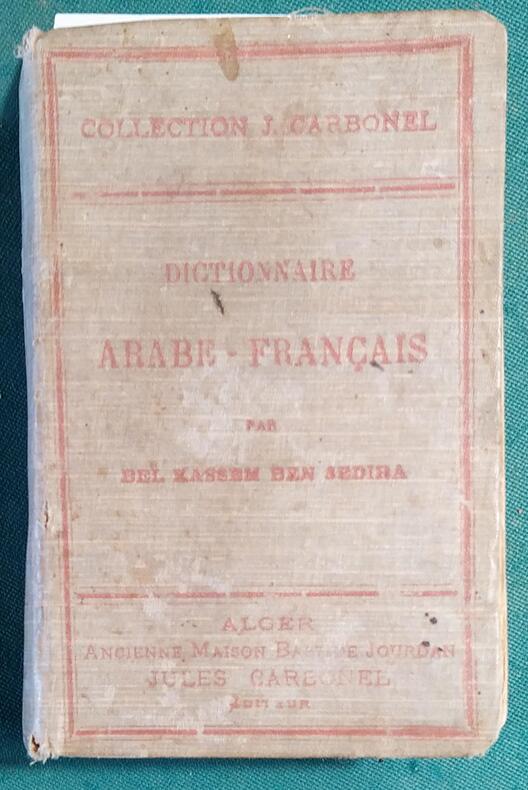 COLLECTION J. CARBONEL
DICTIONNAIRE
ARABE - FRANÇAIS
PAR
BEL KASSEM BEN SEDIRA
ALGER
ANCIENNE MAISON BASTIDE JOURDAN
JULES CARBONEL
ÉDITEUR